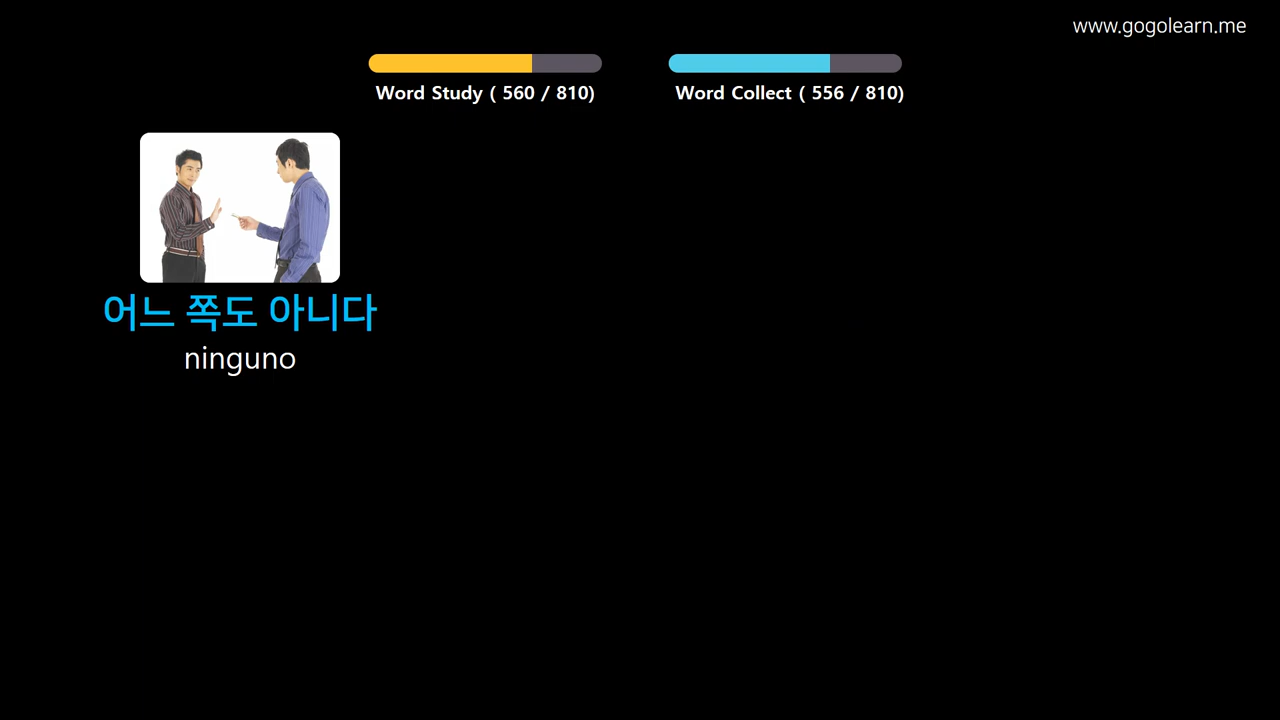 www.gogolearn.me
Word Study ( 560 / 810)
Word Collect ( 556 / 810)
어느 쪽도 아니다
ninguno